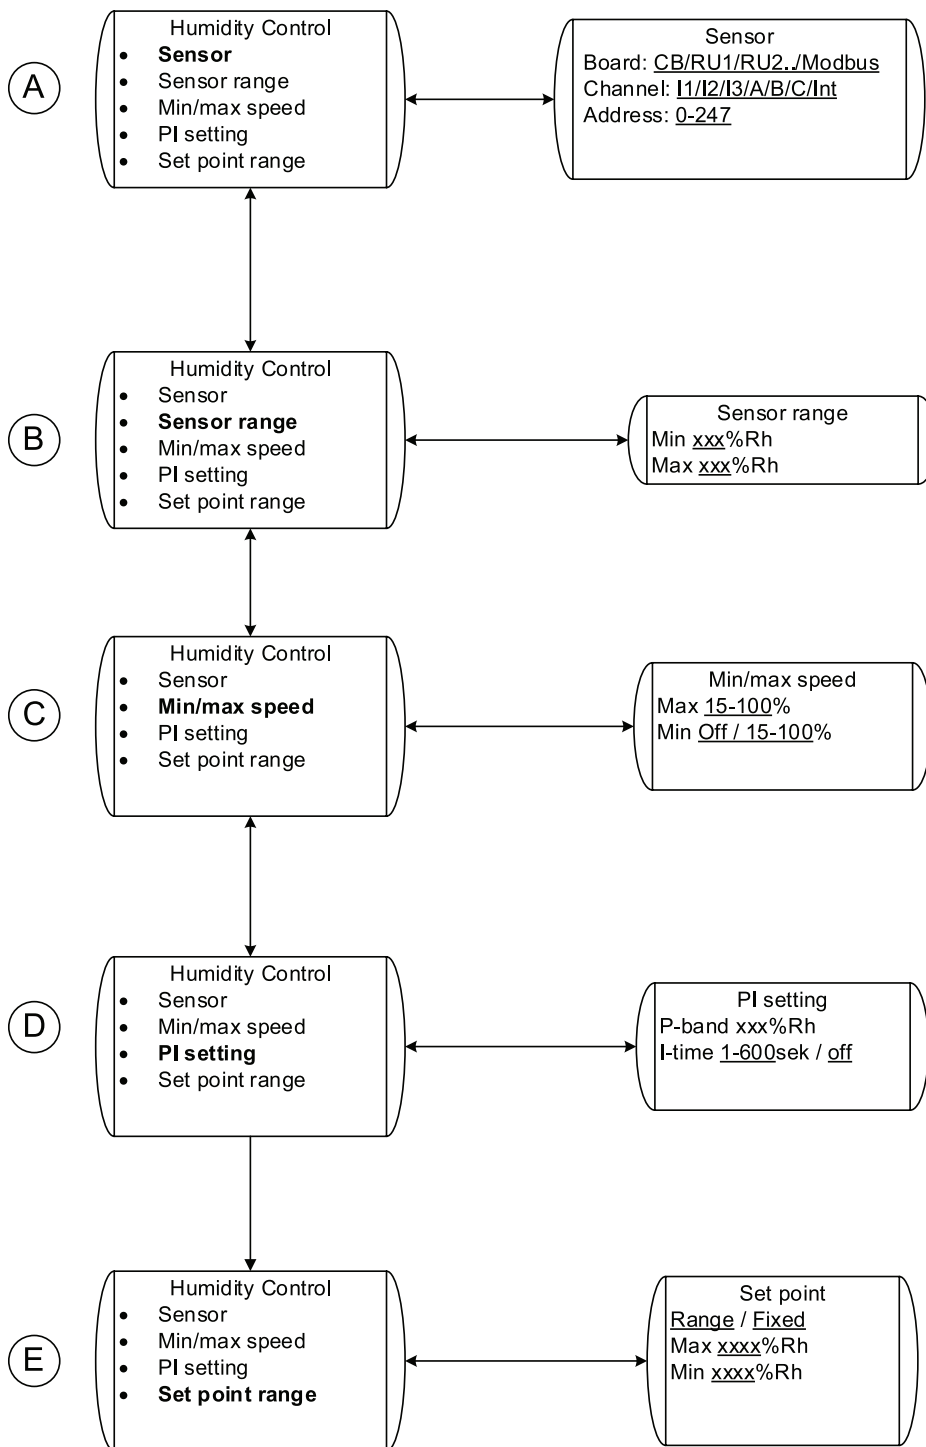 A
Humidity Control
• Sensor
• Sensor range
• Min/max speed
• PI setting
• Set point range
Sensor
Board: CB/RU1/RU2../Modbus
Channel: I1/I2/I3/A/B/C/Int
Address: 0-247
B
Humidity Control
• Sensor
• Sensor range
• Min/max speed
• PI setting
• Set point range
Sensor range
Min xxx%Rh
Max xxx%Rh
C
Humidity Control
• Sensor
• Min/max speed
• PI setting
• Set point range
Min/max speed
Max 15-100%
Min Off / 15-100%
D
Humidity Control
• Sensor
• Min/max speed
• PI setting
• Set point range
PI setting
P-band xxx%Rh
I-time 1-600sek / off
E
Humidity Control
• Sensor
• Min/max speed
• PI setting
• Set point range
Set point
Range / Fixed
Max xxxx%Rh
Min xxxx%Rh